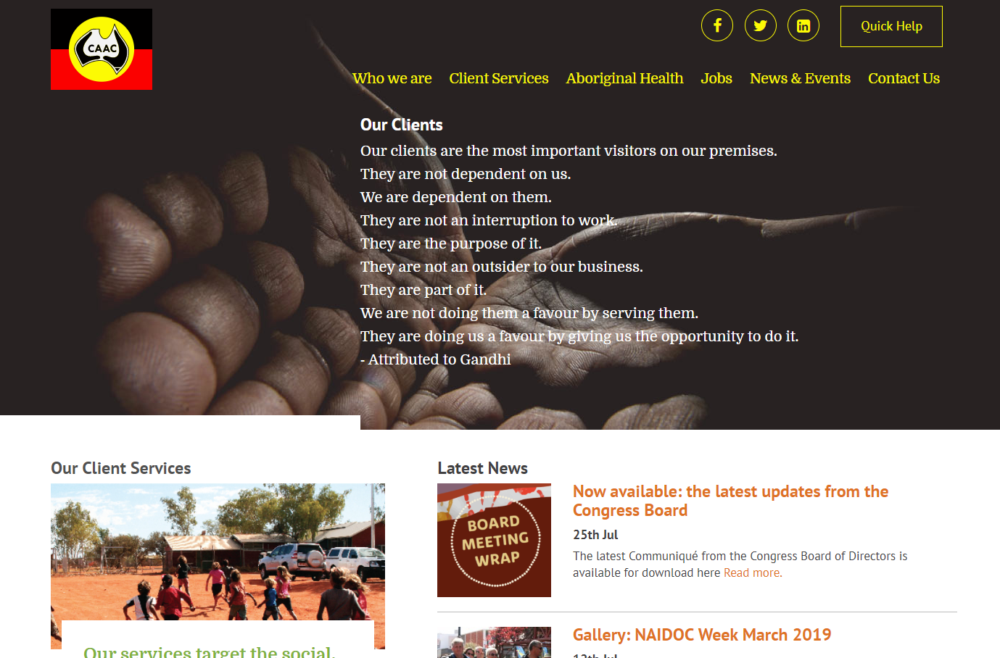 CAAC
Quick Help
Who we are Client Services Aboriginal Health Jobs News & Events Contact Us
Our Clients
Our clients are the most important visitors on our premises.
They are not dependent on us.
We are dependent on them.
They are not an interruption to work.
They are the purpose of it.
They are not an outsider to our business.
They are part of it.
We are not doing them a favour by serving them.
They are doing us a favour by giving us the opportunity to do it.
- Attributed to Gandhi
Our Client Services
Our services target the social,
Latest News
BOARD
MEETING
WRAP
Now available: the latest updates from the
Congress Board
25th Jul
The latest Communiqué from the Congress Board of Directors is
available for download here Read more.
Gallery: NAIDOC Week March 2019
12th Jul